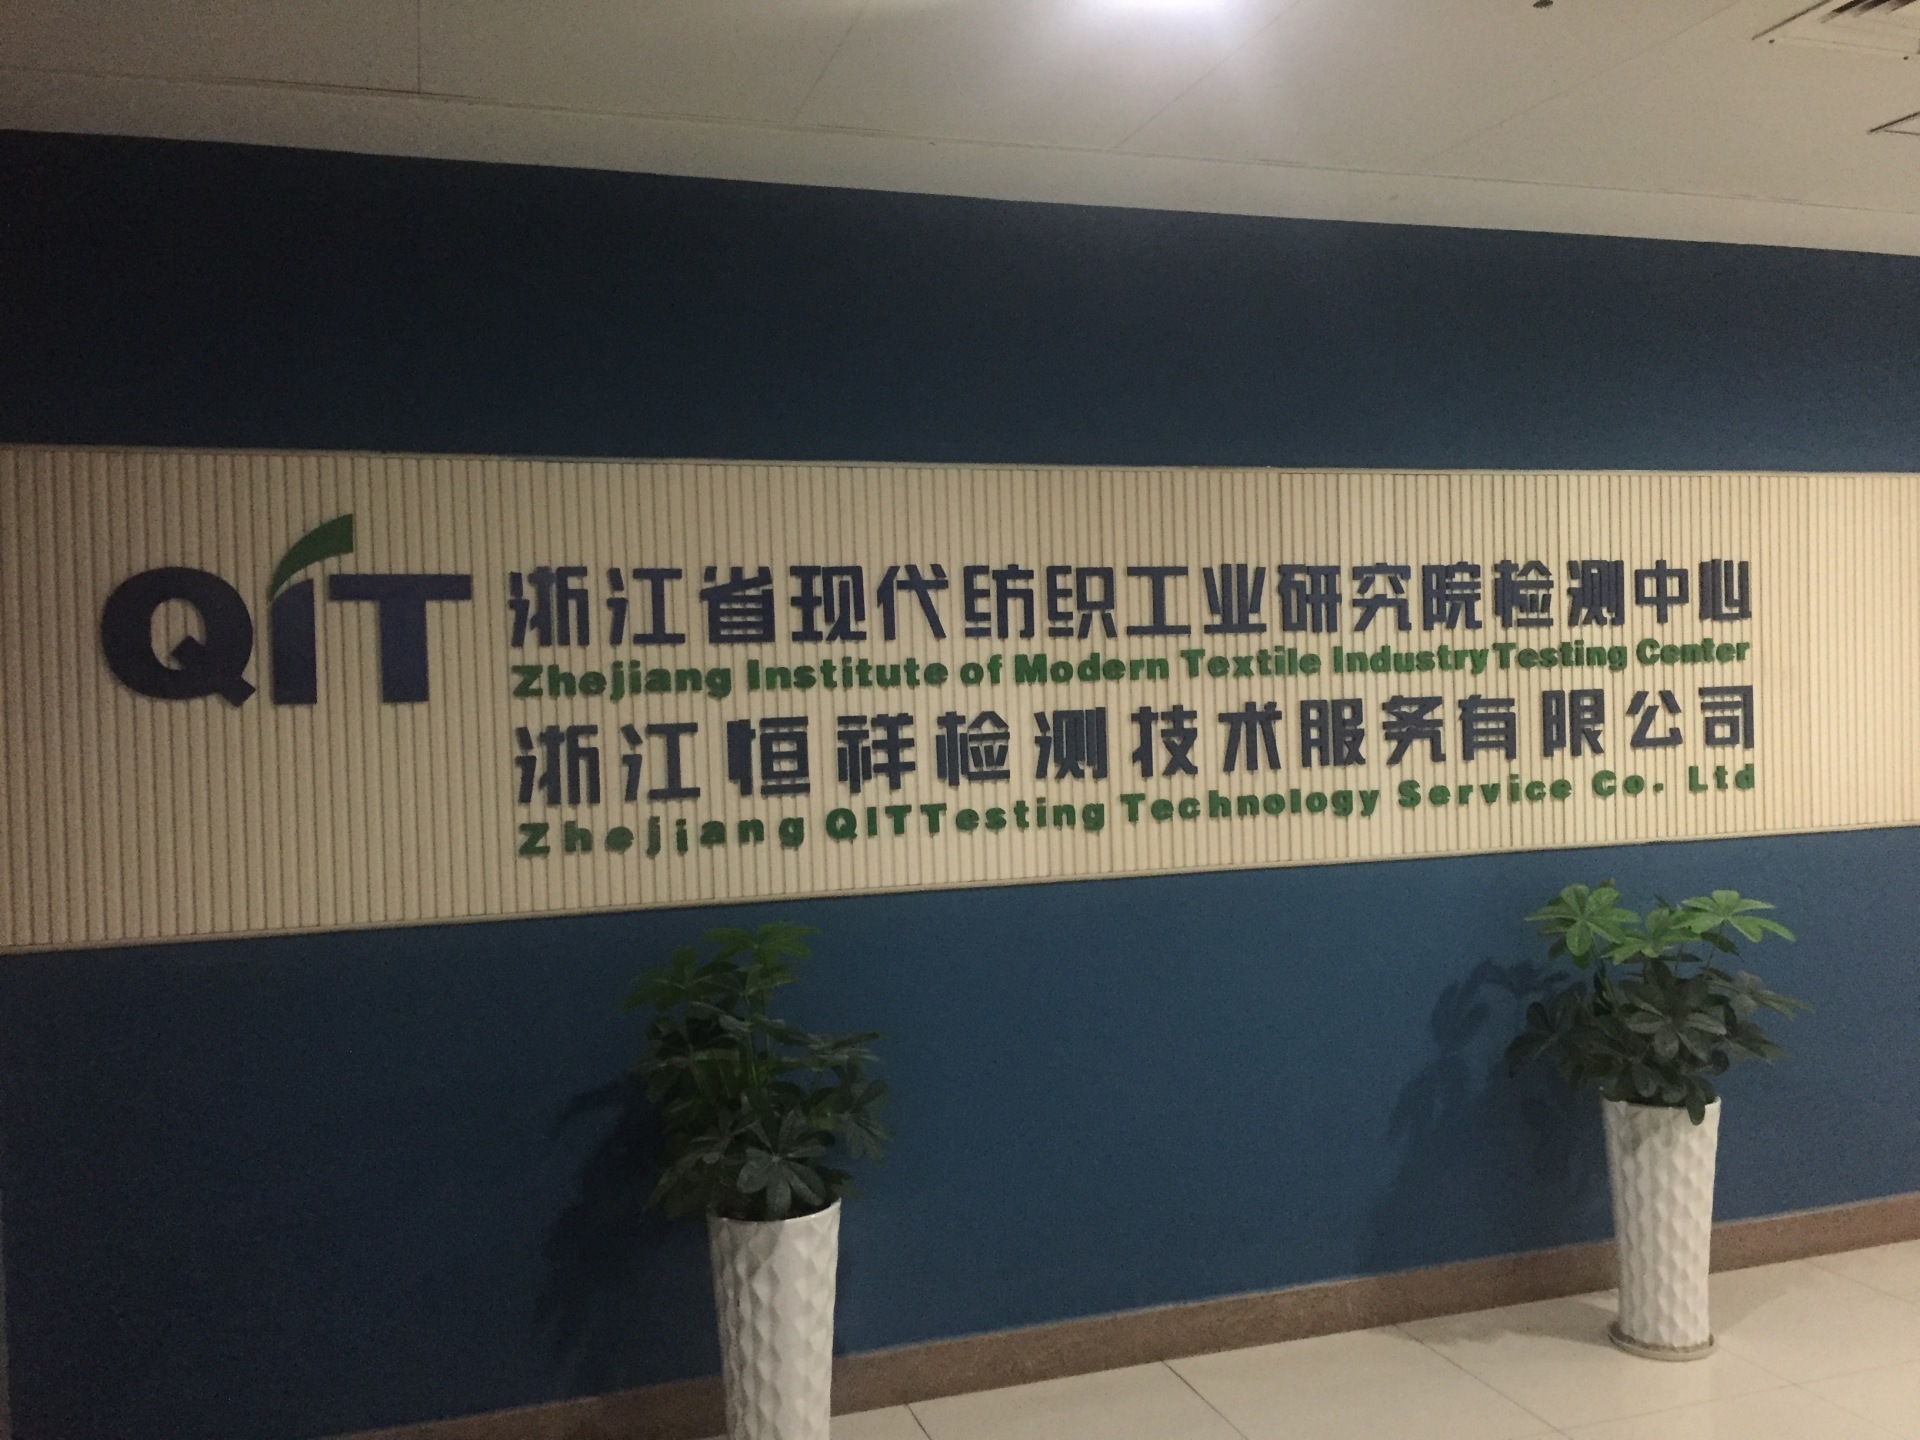 QIT
浙江省现代纺织工业研究院检测中心
Zhejiang Institute of Modern Textile Industry Testing Center
浙江恒祥检测技术服务有限公司
Zhejiang QIT Testing Technology Service Co. Ltd